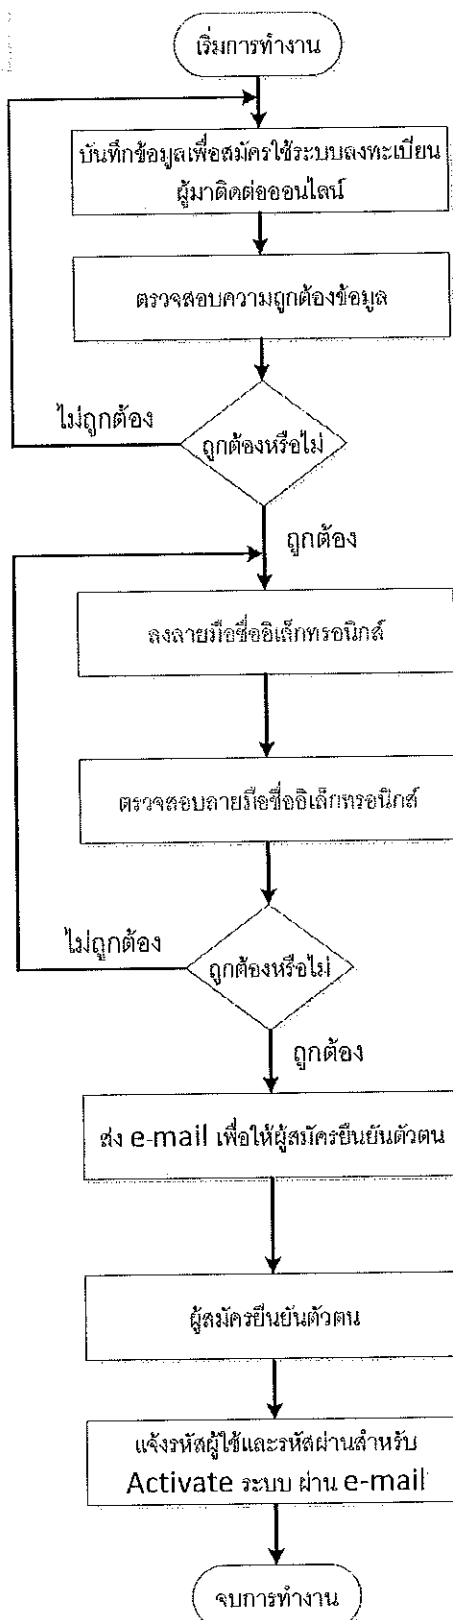 เริ่มการทำงาน
บันทึกข้อมูลเพื่อสมัครใช้ระบบลงทะเบียน
ผู้มาติดต่อออนไลน์
ตรวจสอบความถูกต้องข้อมูล
ไม่ถูกต้อง
ถูกต้องหรือไม่
ถูกต้อง
ลงลายมือชื่ออิเล็กทรอนิกส์
ตรวจสอบลายมือชื่ออิเล็กทรอนิกส์
ไม่ถูกต้อง
ถูกต้องหรือไม่
ถูกต้อง
ส่ง e-mail เพื่อให้ผู้สมัครยืนยันตัวตน
ผู้สมัครยืนยันตัวตน
แจ้งรหัสผู้ใช้และรหัสผ่านสำหรับ
Activate ระบบ ผ่าน e-mail
จบการทำงาน